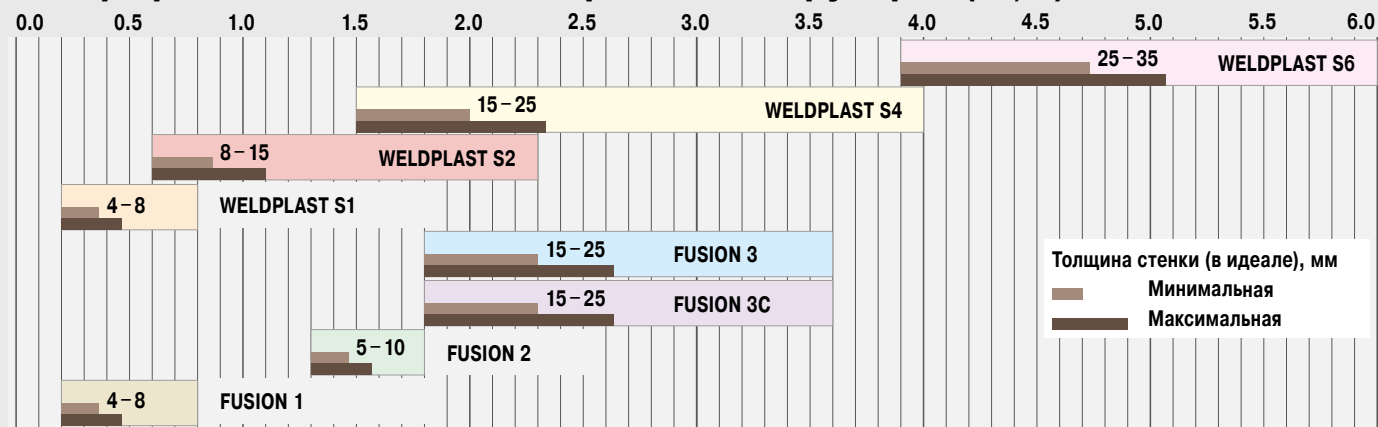 0.0 0.5 1.0 1.5 2.0 2.5 3.0 3.5 4.0 4.5 5.0 5.5 6.0
25–35 WELDPLAST S6
15–25 WELDPLAST S4
8–15 WELDPLAST S2
4–8 WELDPLAST S1
15–25 FUSION 3
Толщина стенки (в идеале), мм
Минимальная
15–25 FUSION 3C
Максимальная
5–10 FUSION 2
4–8 FUSION 1